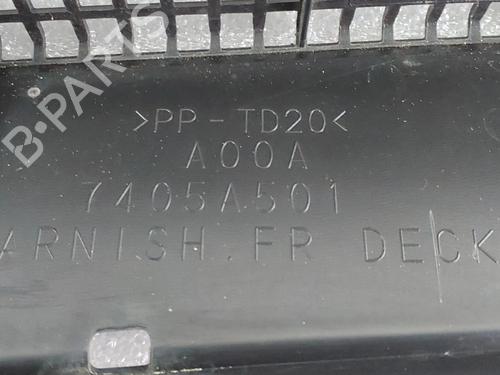 >PP-TD20<
A00A
7405A501
ARNISH.FR DECK
B-PARTS